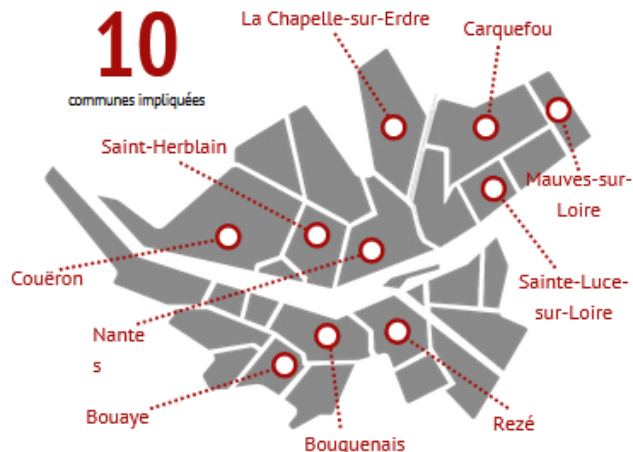 10
communes impliquées
La Chapelle-sur-Erdre
Carquefou
Saint-Herblain
Mauves-sur-
Loire
Couëron
Sainte-Luce-
sur-Loire
Nante
s
Bouaye
Rezé
Bouguenais